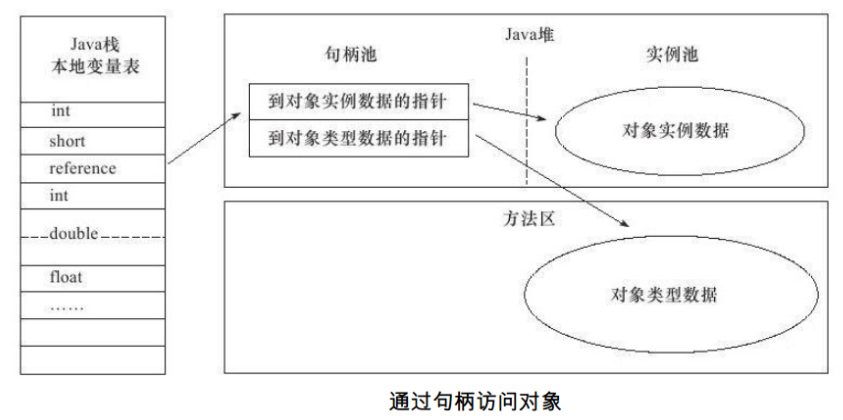 Java栈
本地变量表
int
short
reference
int
double
float
……
Java堆
句柄池
实例池
到对象实例数据的指针
到对象类型数据的指针
对象实例数据
方法区
对象类型数据
通过句柄访问对象